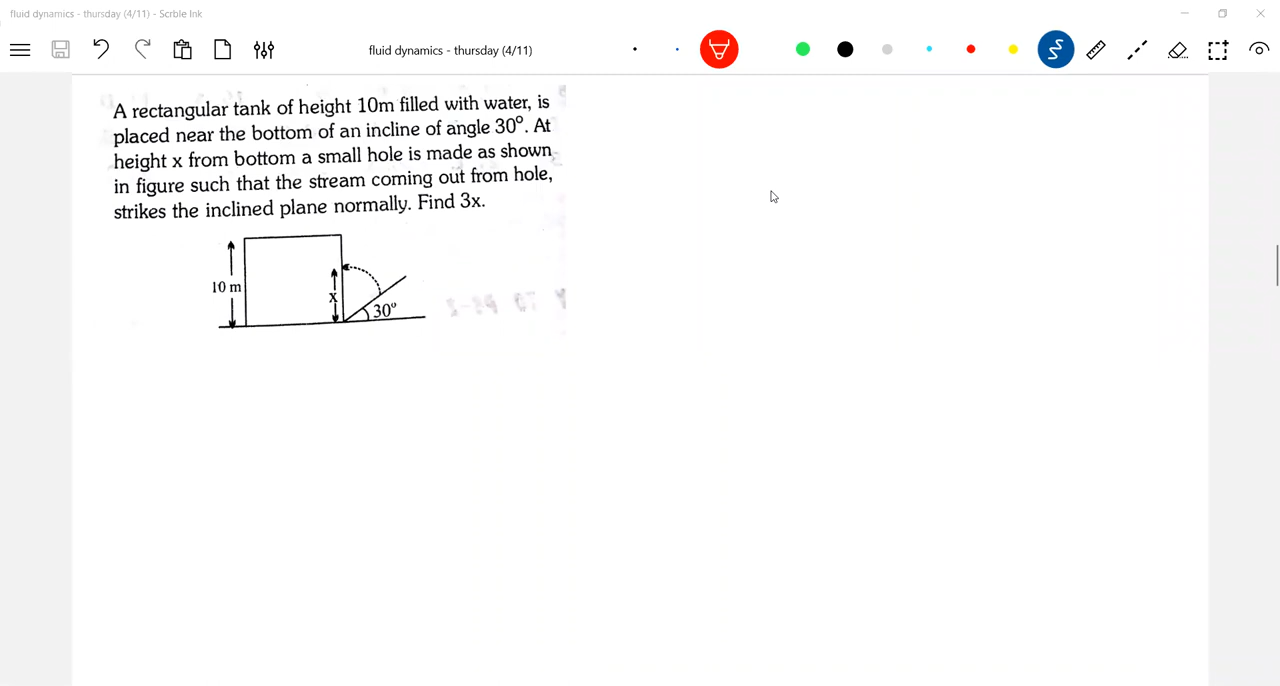 fluid dynamics - thursday (4/11) - Scrble Ink
fluid dynamics - thursday (4/11)
A rectangular tank of height 10m filled with water, is
placed near the bottom of an incline of angle 30°. At
height x from bottom a small hole is made as shown
in figure such that the stream coming out from hole,
strikes the inclined plane normally. Find 3x.
10 m
x
30°